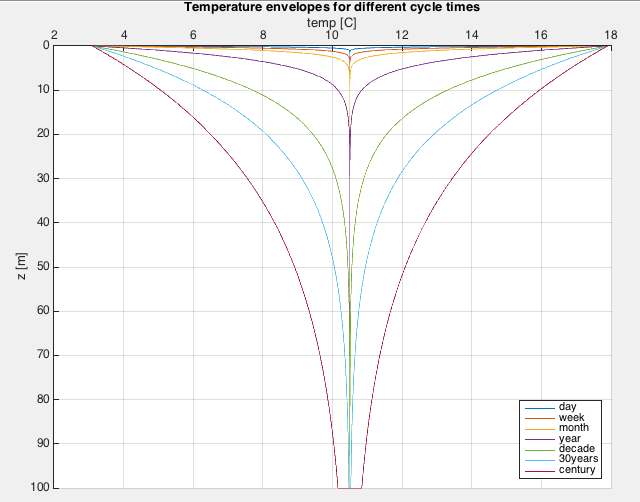 Temperature envelopes for different cycle times
temp [C]
2 4 6 8 10 12 14 16 18
0
10
20
30
40
50
60
70
80
90
100
z [m]
day
week
month
year
decade
30years
century